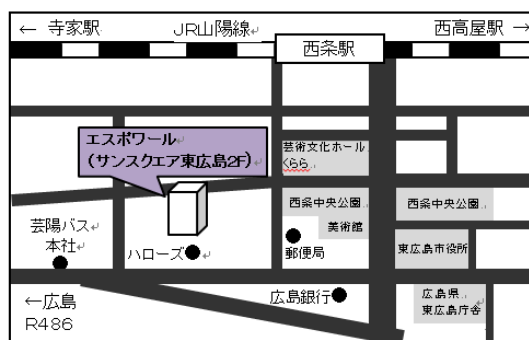 ← 寺家駅
JR山陽線
西高屋駅 →
西条駅
エスポワール
（サンスクエア東広島2F）
芸術文化ホール
くらら
西条中央公園
美術館
西条中央公園
芸陽バス
本社
ハローズ
郵便局
東広島市役所
←広島
R486
広島銀行
広島県
東広島庁舎